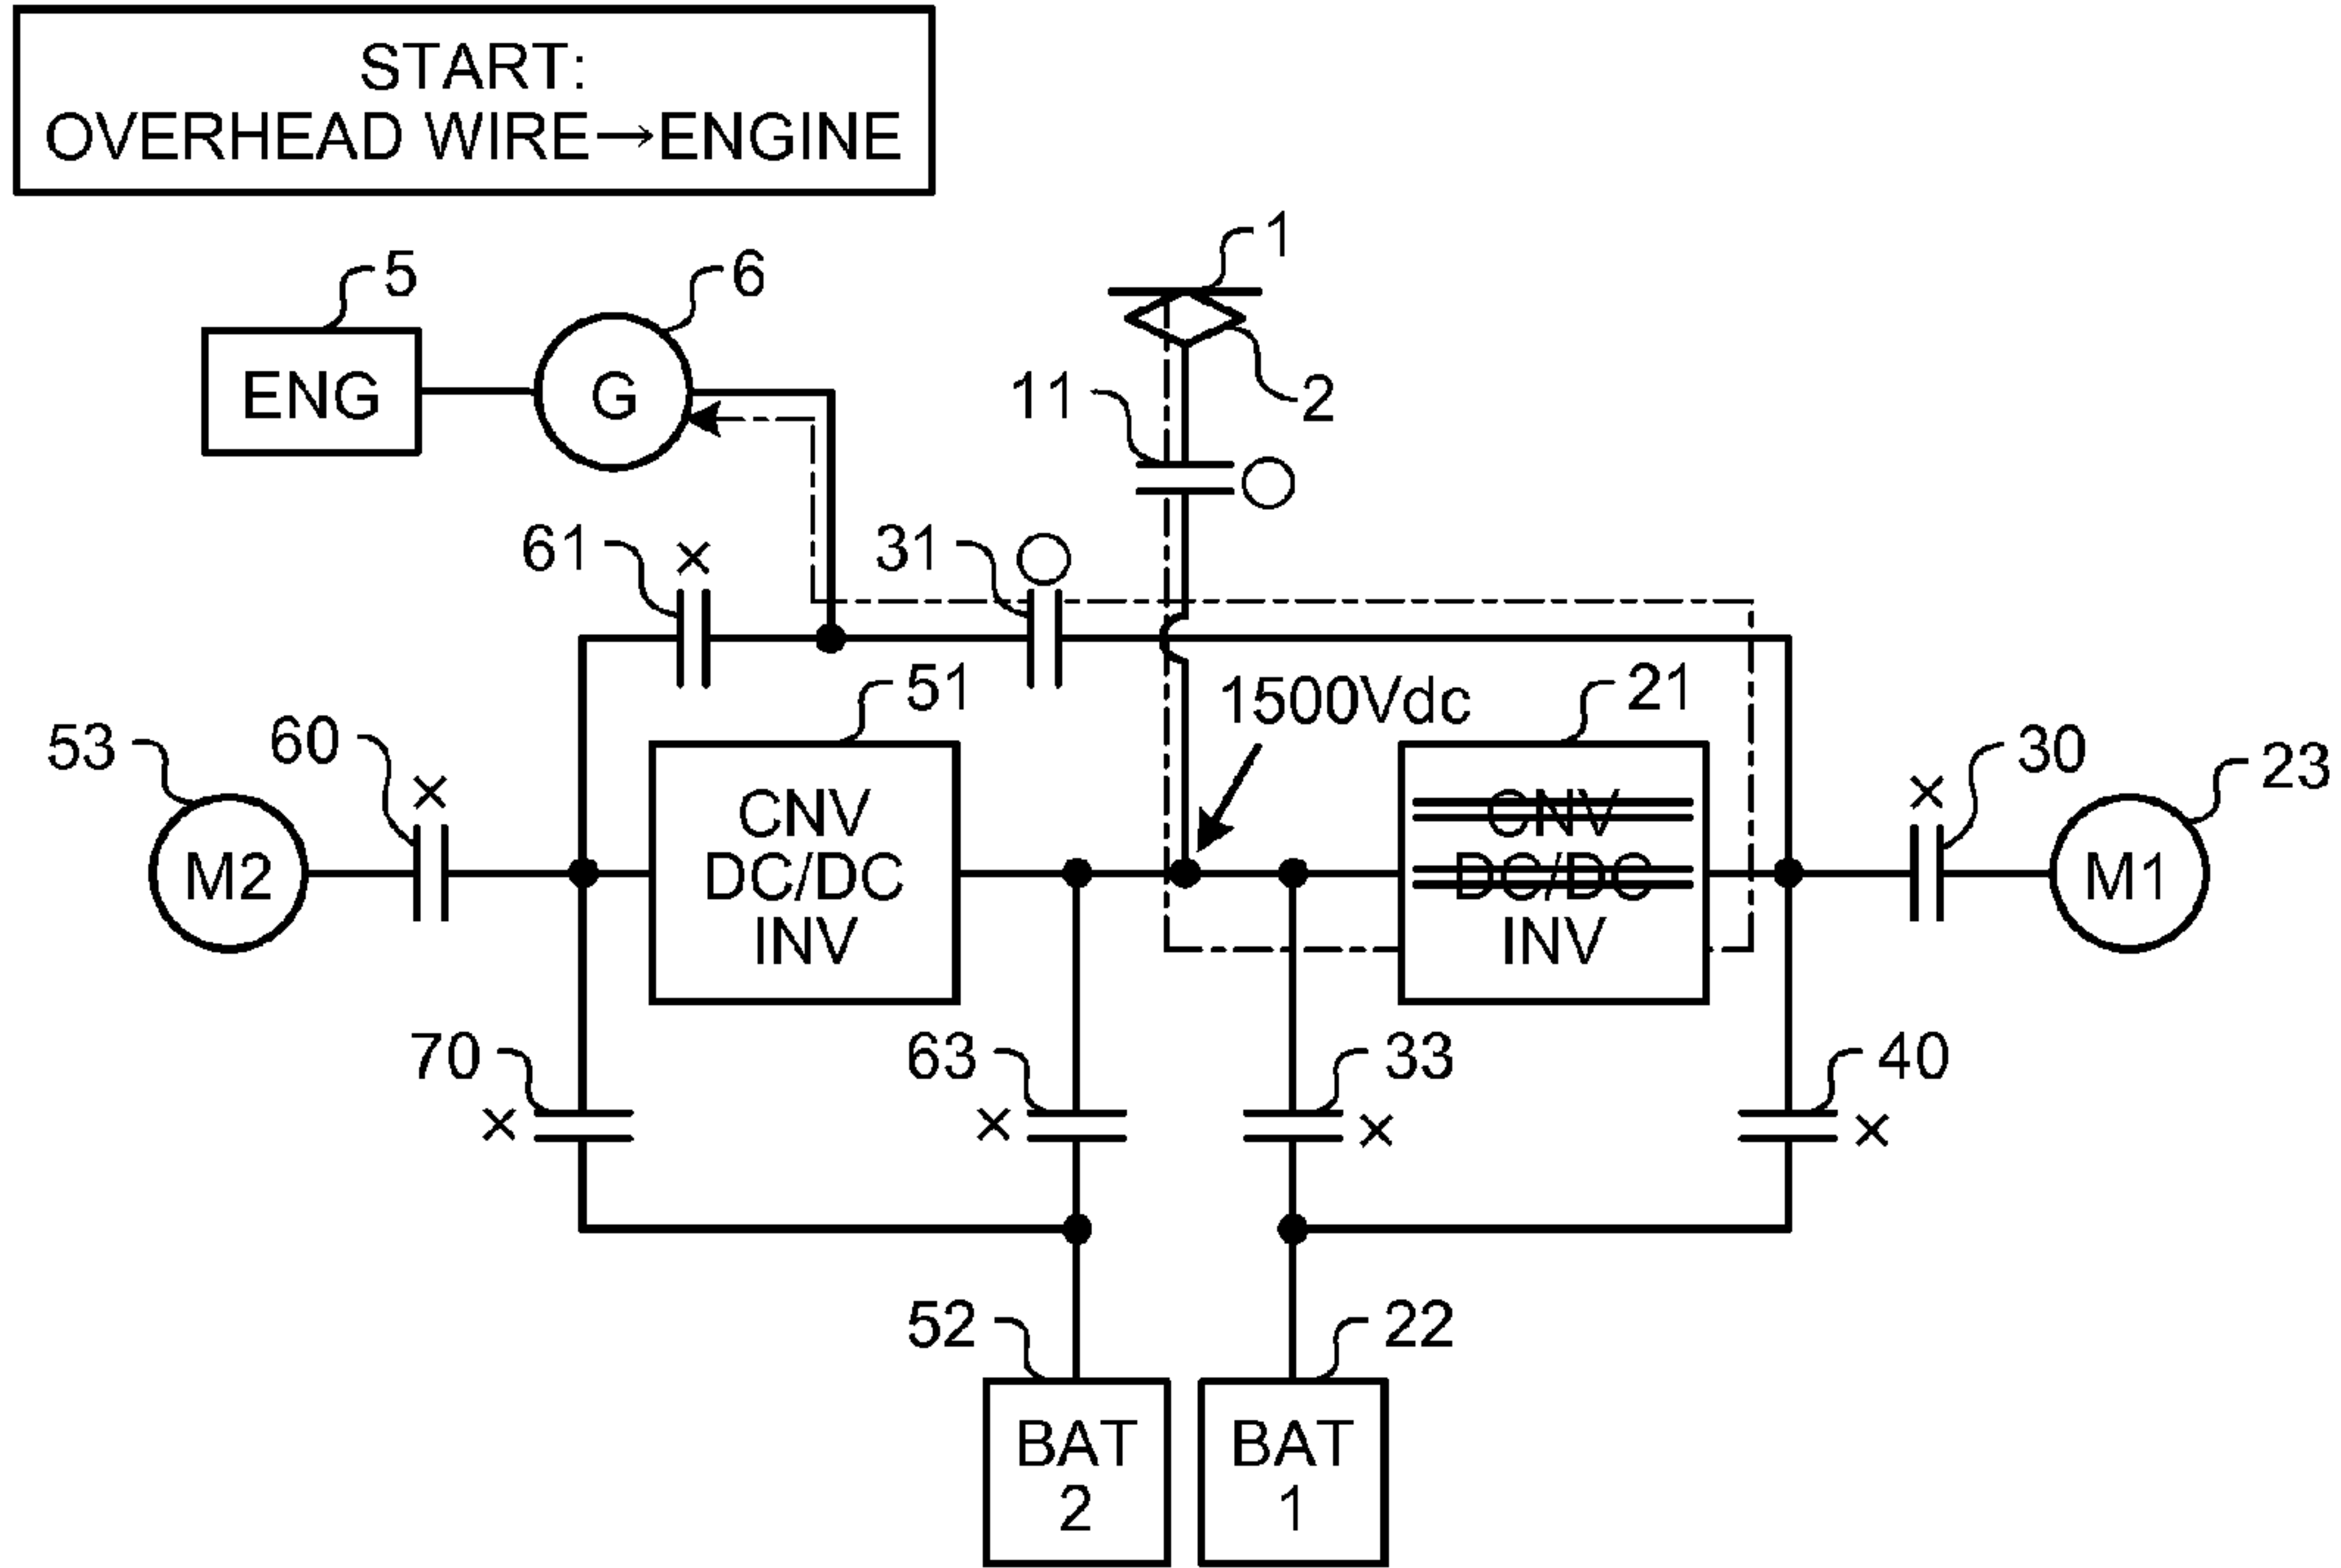 START:
OVERHEAD WIRE→ENGINE
1
5
6
ENG
G
2
11
61
×
31
51
1500Vdc
21
53
60
×
30
×
23
M2
CNV
DC/DC
INV
CNV
DC/DC
INV
M1
70
×
63
×
33
×
40
×
52
22
BAT
2
BAT
1